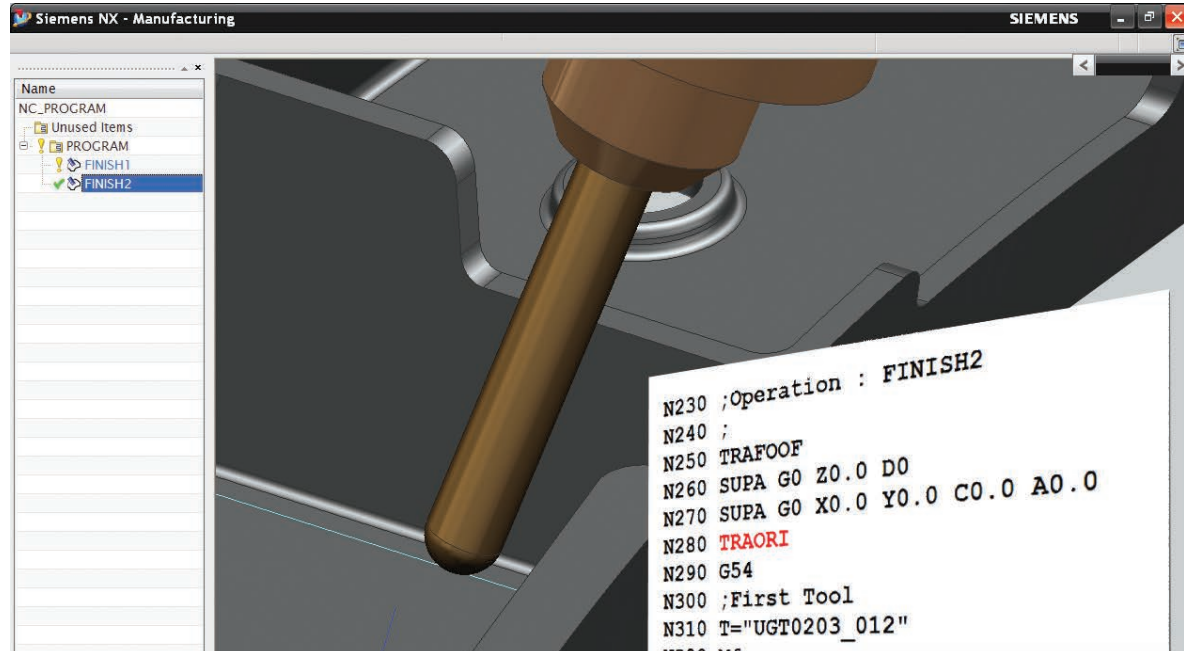 Siemens NX - Manufacturing
SIEMENS
Name
NC_PROGRAM
Unused Items
PROGRAM
FINISH1
FINISH2
N230 ;Operation : FINISH2
N240 ;
N250 TRAFOOF
N260 SUPA G0 Z0.0 D0
N270 SUPA G0 X0.0 Y0.0 C0.0 A0.0
N280 TRAORI
N290 G54
N300 ;First Tool
N310 T="UGT0203_012"